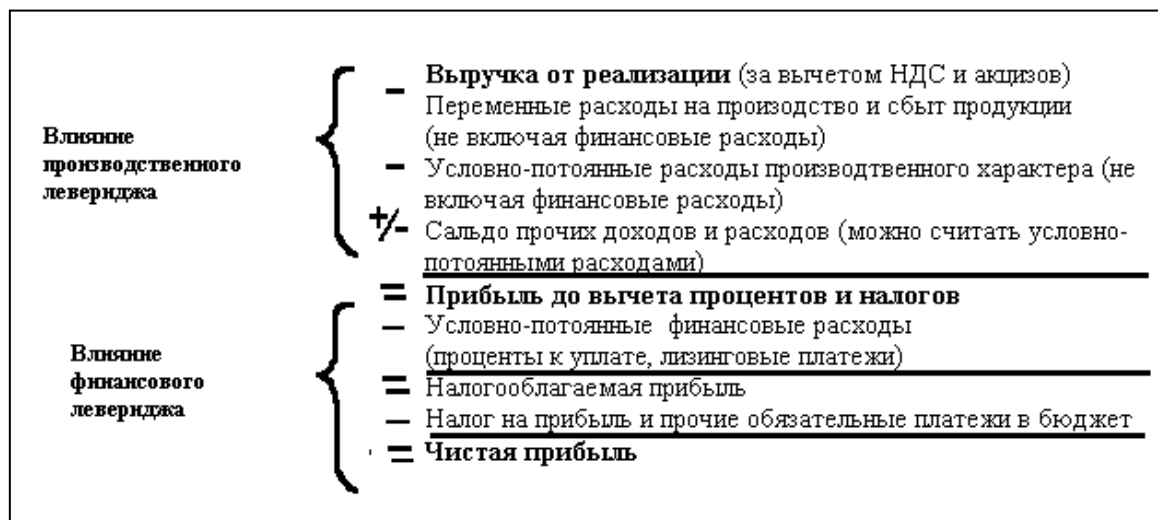 Влияние
производственного
левериджа
– Выручка от реализации (за вычетом НДС и акцизов)
Переменные расходы на произодство и сбыт продукции
(не включая финансовые расходы)
– Условно-потоянные расходы производтвенного характера (не
включая финансовые расходы)
+/- Сальдо прочих доходов и расходов (можно считать условно-
потоянными расходами)
= Прибыль до вычета процентов и налогов
– Условно-потоянные финансовые расходы
(проценты к уплате, лизинговые платежи)
Влияние
финансового
левериджа
= Налогооблагаемая прибыль
– Налог на прибыль и прочие обязательные платежи в бюджет
= Чистая прибыль